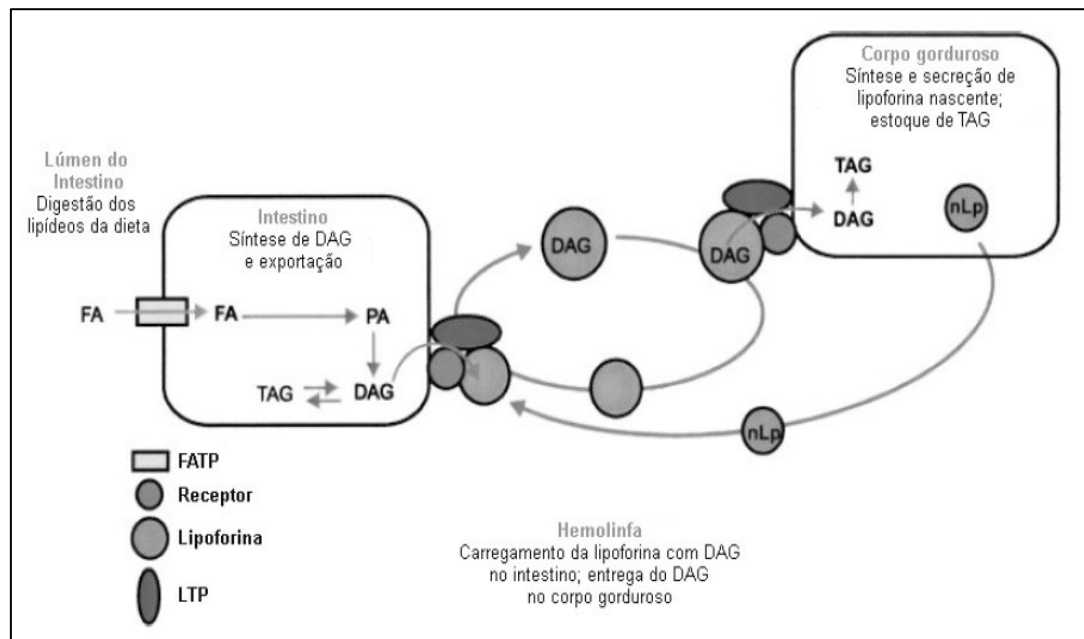 Corpo gorduroso
Síntese e secreção de
lipoforina nascente;
estoque de TAG
TAG
DAG
nLp
Lúmen do
Intestino
Digestão dos
lipídeos da dieta
Intestino
Síntese de DAG
e exportação
DAG
DAG
FA
FA
PA
TAG
DAG
nLp
FATP
Receptor
Lipoforina
LTP
Hemolinfa
Carregamento da lipoforina com DAG
no intestino; entrega do DAG
no corpo gorduroso